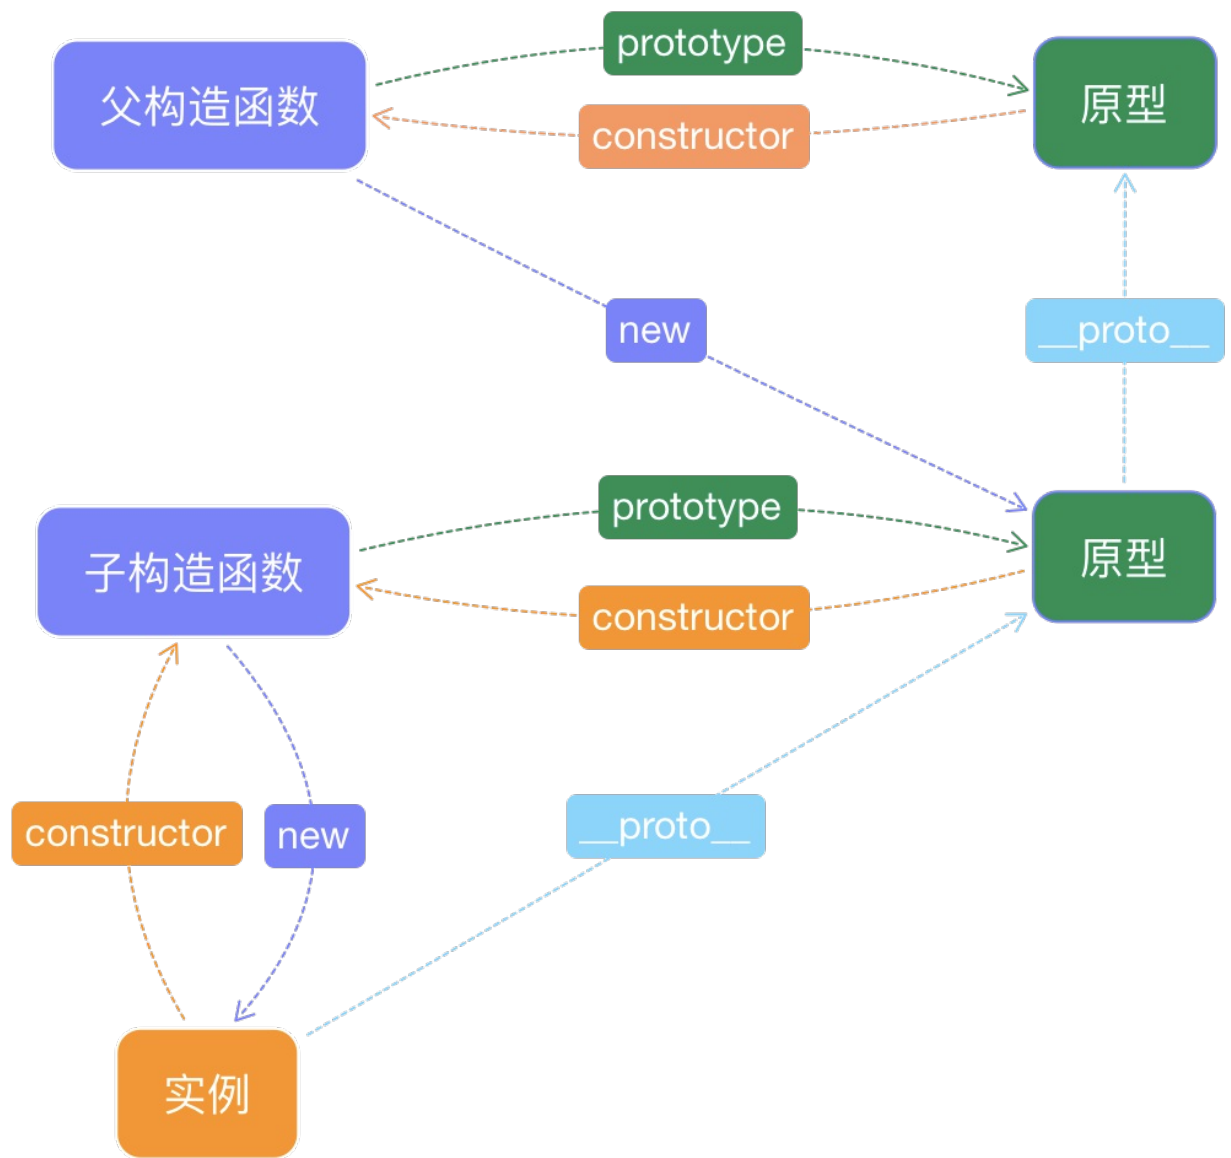 prototype
父构造函数
原型
constructor
new
__proto__
prototype
子构造函数
原型
constructor
constructor
new
__proto__
实例